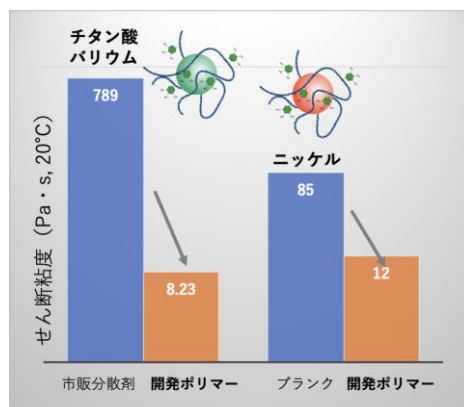 チタン酸
バリウム
ニッケル
789
8.23
85
12
せん断粘度（Pa・s, 20°C）
市販分散剤
開発ポリマー
ブランク
開発ポリマー